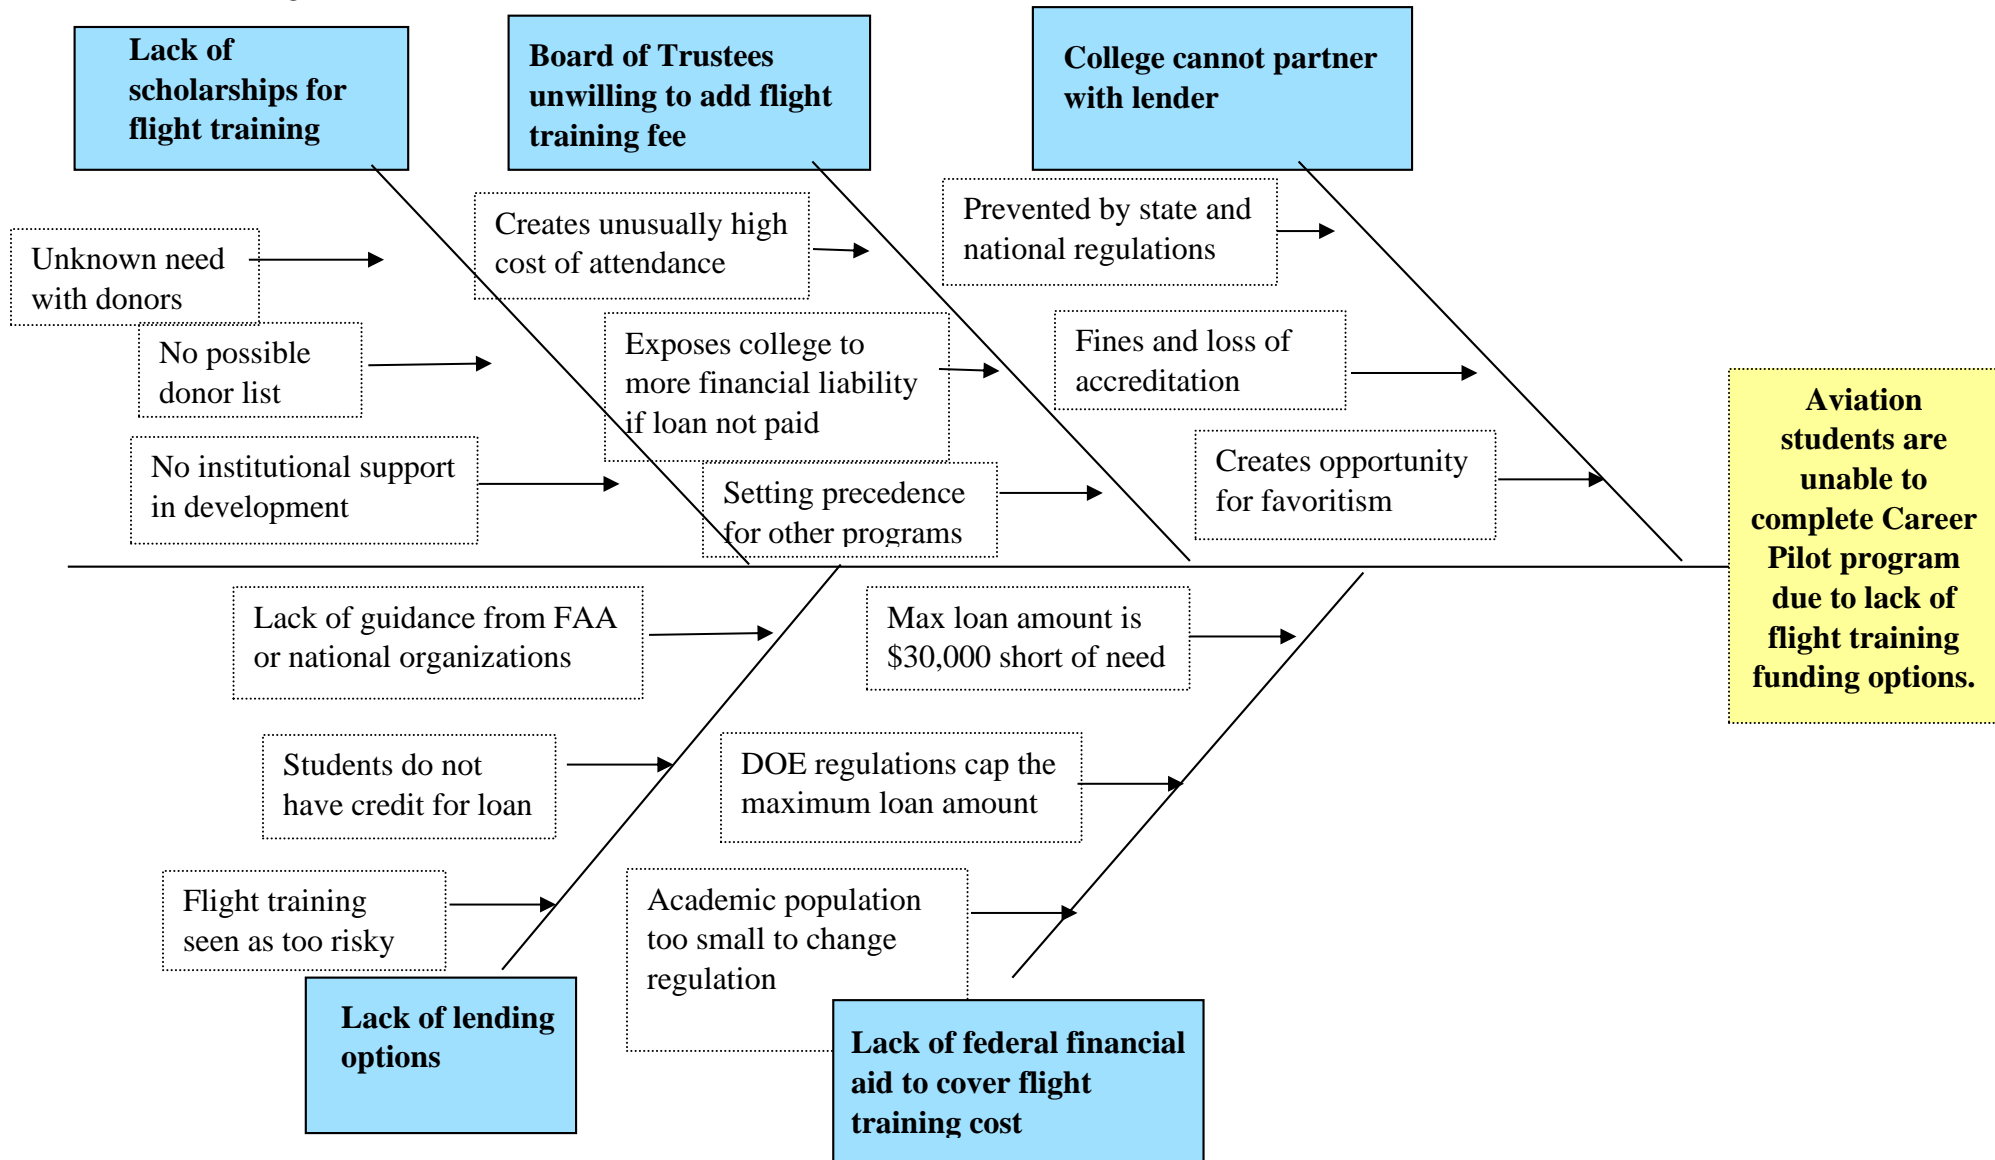 Lack of
scholarships for
flight training
Board of Trustees
unwilling to add flight
training fee
College cannot partner
with lender
Unknown need
with donors
No possible
donor list
No institutional support
in development
Creates unusually high
cost of attendance
Exposes college to
more financial liability
if loan not paid
Setting precedence
for other programs
Prevented by state and
national regulations
Fines and loss of
accreditation
Creates opportunity
for favoritism
Aviation
students are
unable to
complete Career
Pilot program
due to lack of
flight training
funding options.
Lack of guidance from FAA
or national organizations
Students do not
have credit for loan
Flight training
seen as too risky
Lack of lending
options
Max loan amount is
$30,000 short of need
DOE regulations cap the
maximum loan amount
Academic population
too small to change
regulation
Lack of federal financial
aid to cover flight
training cost